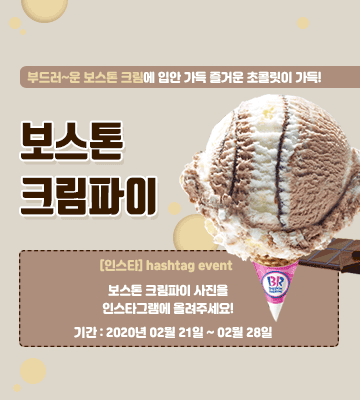 부드러~운 보스톤 크림에 입안 가득 즐거운 초콜릿이 가득!
보스톤
크림파이
BR
baskin robbins
[인스타] hashtag event
보스톤 크림파이 사진을
인스타그램에 올려주세요!
기간 : 2020년 02월 21일 ~ 02월 28일